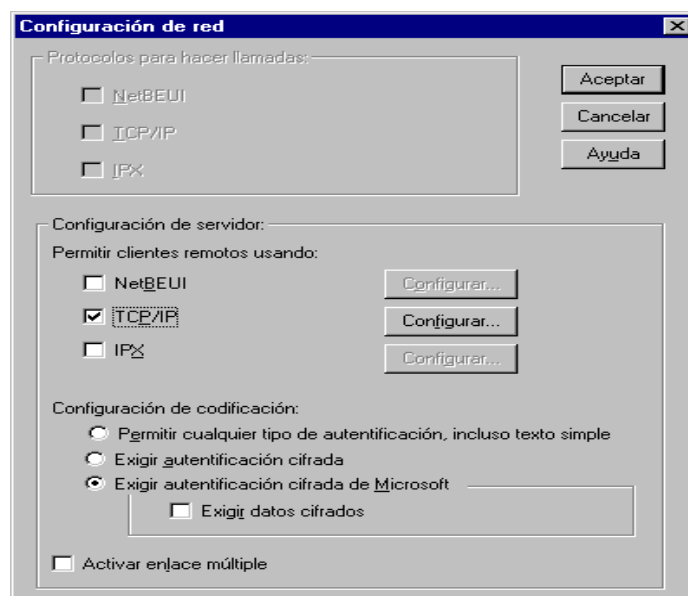 Configuración de red
Protocolos para hacer llamadas:
NetBEUI
TCP/IP
IPX
Aceptar
Cancelar
Ayuda
Configuración de servidor:
Permitir clientes remotos usando:
NetBEUI
Configurar...
TCP/IP
Configurar...
IPX
Configurar...
Configuración de codificación:
Permitir cualquier tipo de autentificación, incluso texto simple
Exigir autentificación cifrada
Exigir autentificación cifrada de Microsoft
Exigir datos cifrados
Activar enlace múltiple